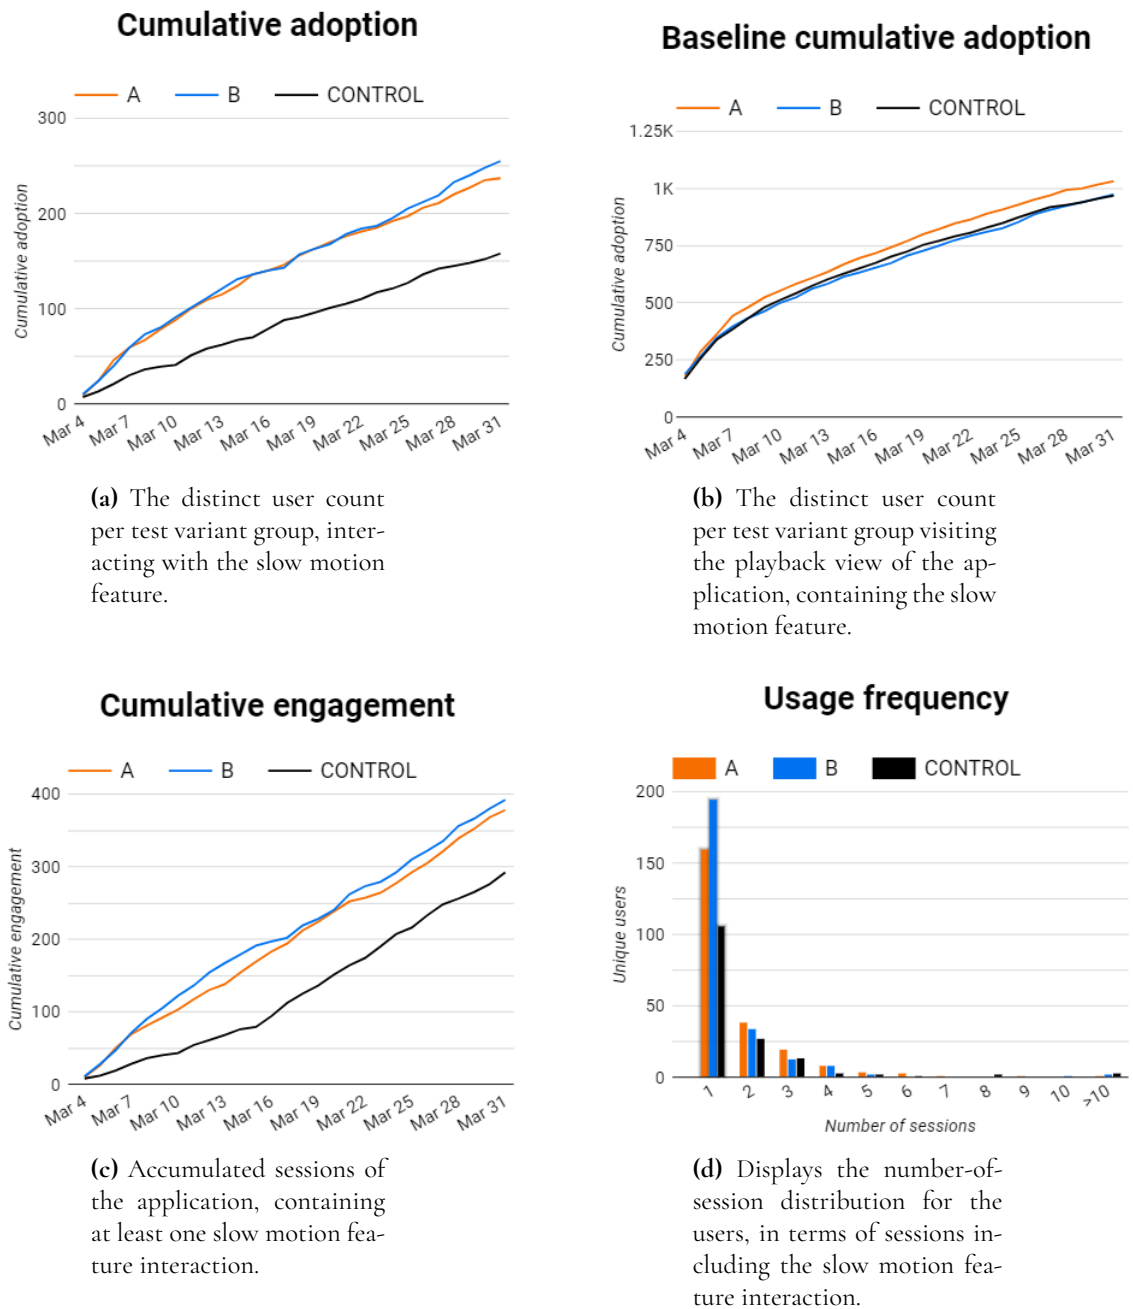 Cumulative adoption
A B CONTROL
300
200
100
0
Cumulative adoption
Mar 4 Mar 7 Mar 10 Mar 13 Mar 16 Mar 19 Mar 22 Mar 25 Mar 28 Mar 31
(a) The distinct user count
per test variant group, inter-
acting with the slow motion
feature.
Baseline cumulative adoption
A B CONTROL
1.25K
1K
750
500
250
0
Cumulative adoption
Mar 4 Mar 7 Mar 10 Mar 13 Mar 16 Mar 19 Mar 22 Mar 25 Mar 28 Mar 31
(b) The distinct user count
per test variant group visiting
the playback view of the ap-
plication, containing the slow
motion feature.
Cumulative engagement
A B CONTROL
400
300
200
100
0
Cumulative engagement
Mar 4 Mar 7 Mar 10 Mar 13 Mar 16 Mar 19 Mar 22 Mar 25 Mar 28 Mar 31
(c) Accumulated sessions of
the application, containing
at least one slow motion fea-
ture interaction.
Usage frequency
A B CONTROL
200
150
100
50
0
Unique users
1 2 3 4 5 6 7 8 9 10 >10
Number of sessions
(d) Displays the number-of-
session distribution for the
users, in terms of sessions in-
cluding the slow motion fea-
ture interaction.